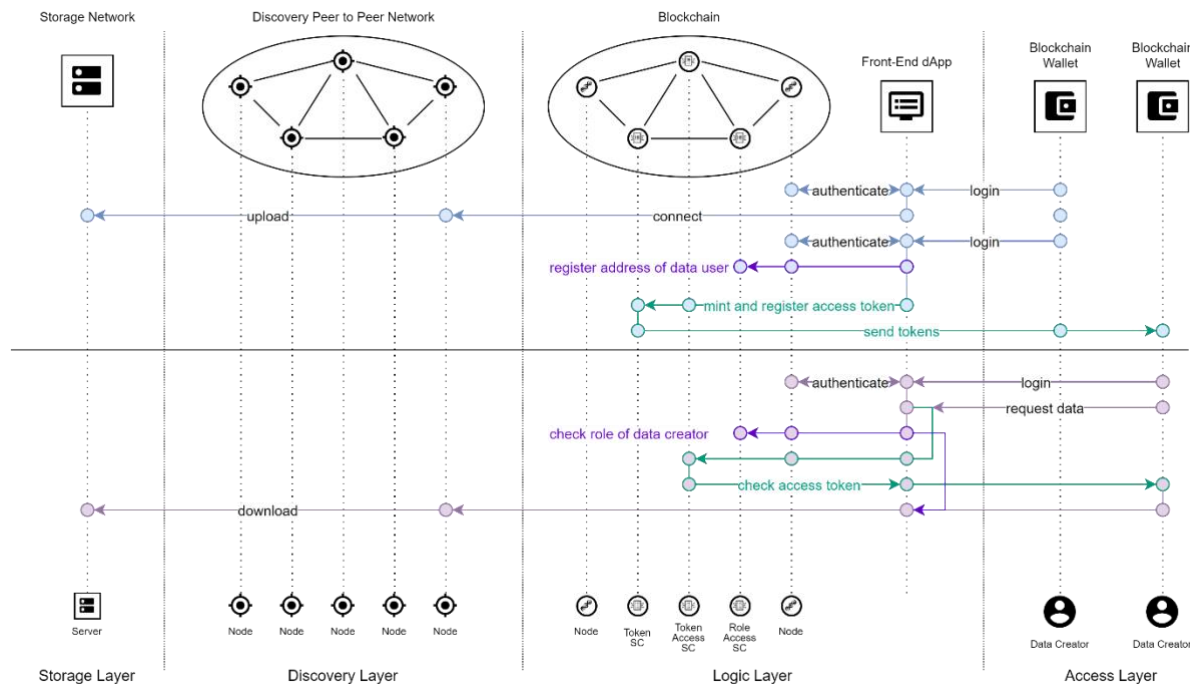 Storage Network
Discovery Peer to Peer Network
Blockchain
Front-End dApp
Blockchain
Wallet
Blockchain
Wallet
authenticate
login
upload
connect
authenticate
login
register address of data user
mint and register access token
send tokens
authenticate
login
request data
check role of data creator
check access token
download
Server
Node
Node
Node
Node
Node
Node
Token
SC
Token
Access
SC
Role
Access
SC
Node
Data Creator
Data Creator
Storage Layer
Discovery Layer
Logic Layer
Access Layer